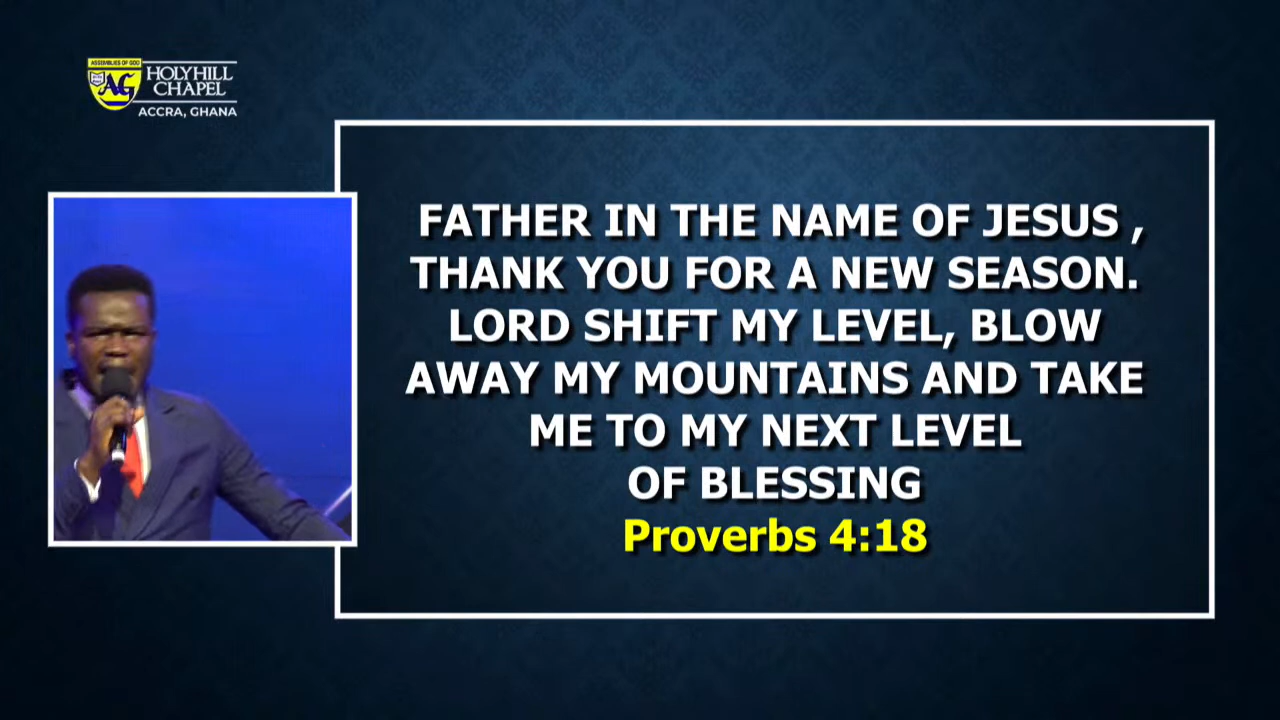 ASSEMBLIES OF GOD
AG
HOLYHILL
CHAPEL
ACCRA, GHANA
FATHER IN THE NAME OF JESUS ,
THANK YOU FOR A NEW SEASON.
LORD SHIFT MY LEVEL, BLOW
AWAY MY MOUNTAINS AND TAKE
ME TO MY NEXT LEVEL
OF BLESSING
Proverbs 4:18